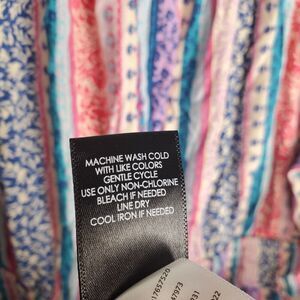 MACHINE WASH COLD
WITH LIKE COLORS
GENTLE CYCLE
USE ONLY NON-CHLORINE
BLEACH IF NEEDED
LINE DRY
COOL IRON IF NEEDED